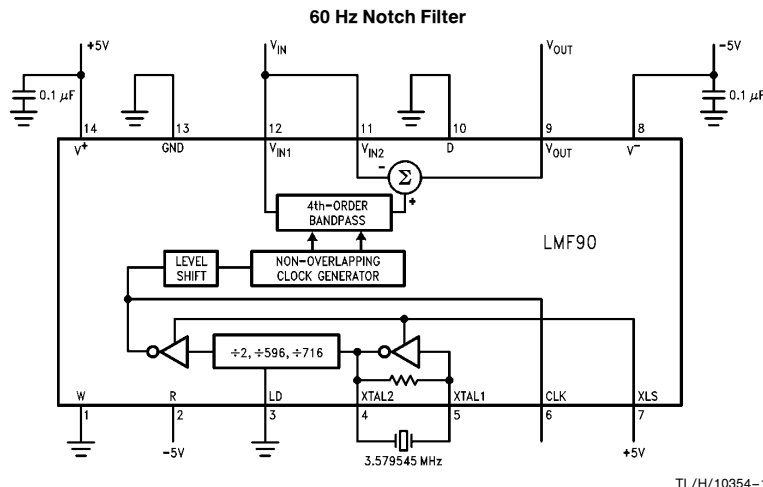 60 Hz Notch Filter
+5V
VIN
VOUT
-5V
0.1 μF
0.1 μF
14
13
12
11
10
9
8
V+
GND
VIN1
VIN2
D
VOUT
V-
-
Σ
+
4th-ORDER
BANDPASS
LMF90
LEVEL
SHIFT
NON-OVERLAPPING
CLOCK GENERATOR
÷2, ÷596, ÷716
W
R
LD
XTAL2
XTAL1
CLK
XLS
1
2
3
4
5
6
7
-5V
3.579545 MHz
+5V